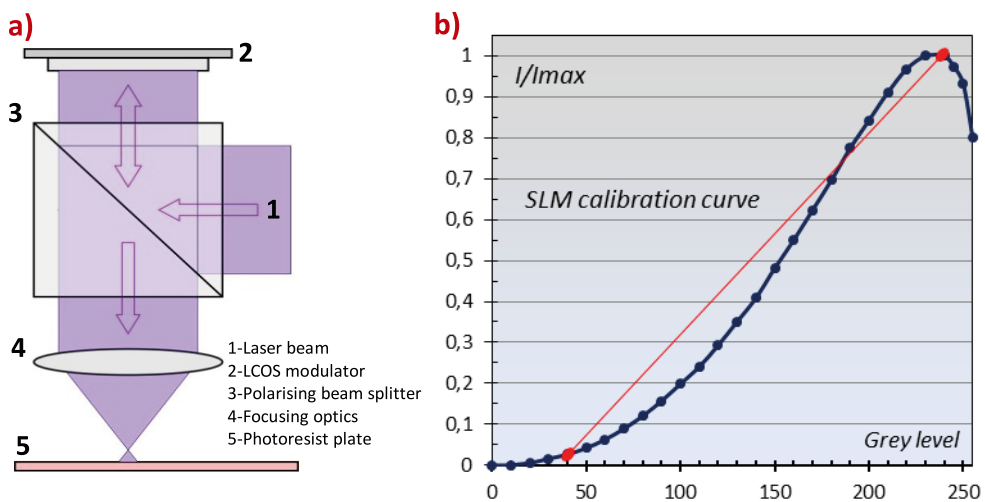 a)
2
3
1
4
1-Laser beam
2-LCOS modulator
3-Polarising beam splitter
4-Focusing optics
5-Photoresist plate
5
b)
I/Imax
SLM calibration curve
Grey level
1
0,9
0,8
0,7
0,6
0,5
0,4
0,3
0,2
0,1
0
0 50 100 150 200 250